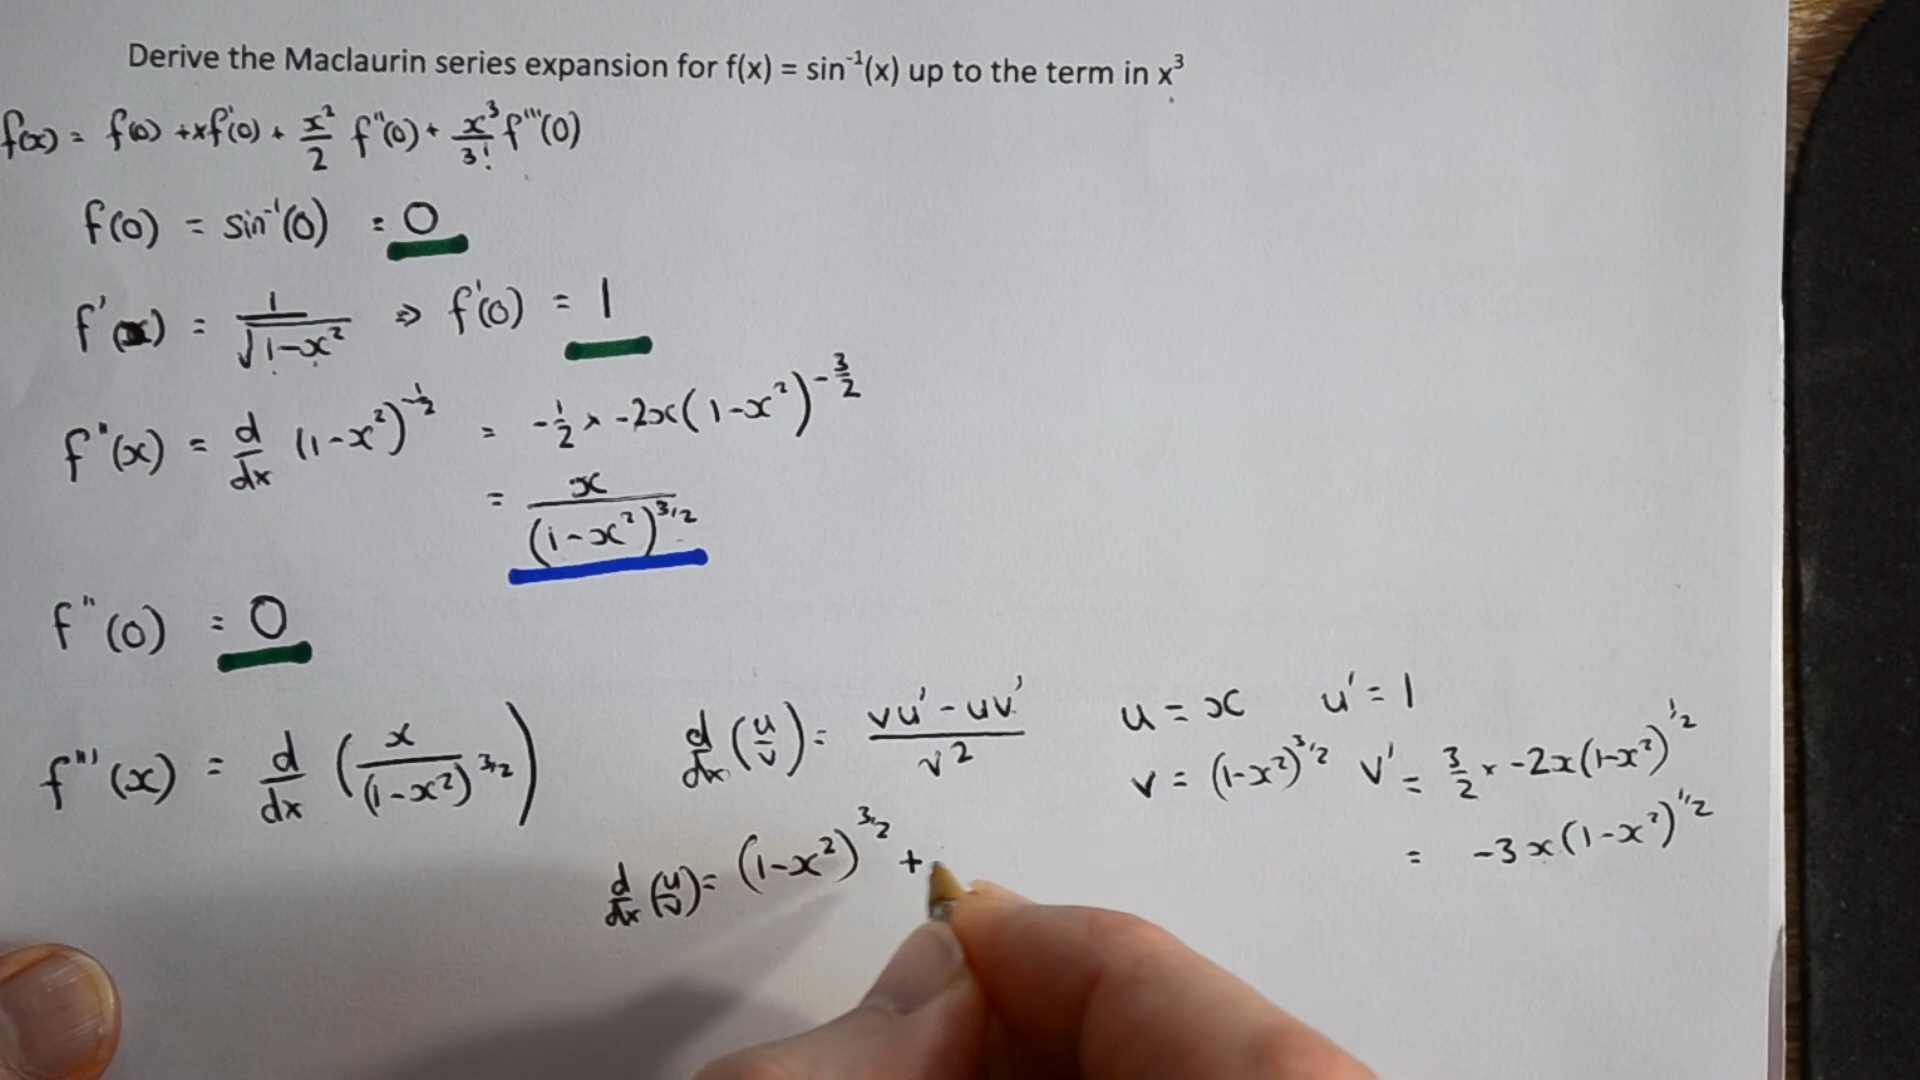 Derive the Maclaurin series expansion for f(x) = sin⁻¹(x) up to the term in x³
f(x) = f(0) + xf'(0) + x²/2 f''(0) + x³/3! f'''(0)
f(0) = sin⁻¹(0) = 0
f'(x) = 1/√(1-x²) ⇒ f'(0) = 1
f''(x) = d/dx (1-x²)^(-1/2) = -1/2 × -2x(1-x²)^(-3/2)
= x/(1-x²)^(3/2)
f''(0) = 0
f'''(x) = d/dx (x/(1-x²)^(3/2))
d/dx (u/v) = (vu' - uv')/v²
u = x u' = 1
v = (1-x²)^(3/2) v' = 3/2 × -2x(1-x²)^(1/2)
= -3x(1-x²)^(1/2)
d/dx (u/v) = (1-x²)^(3/2) +